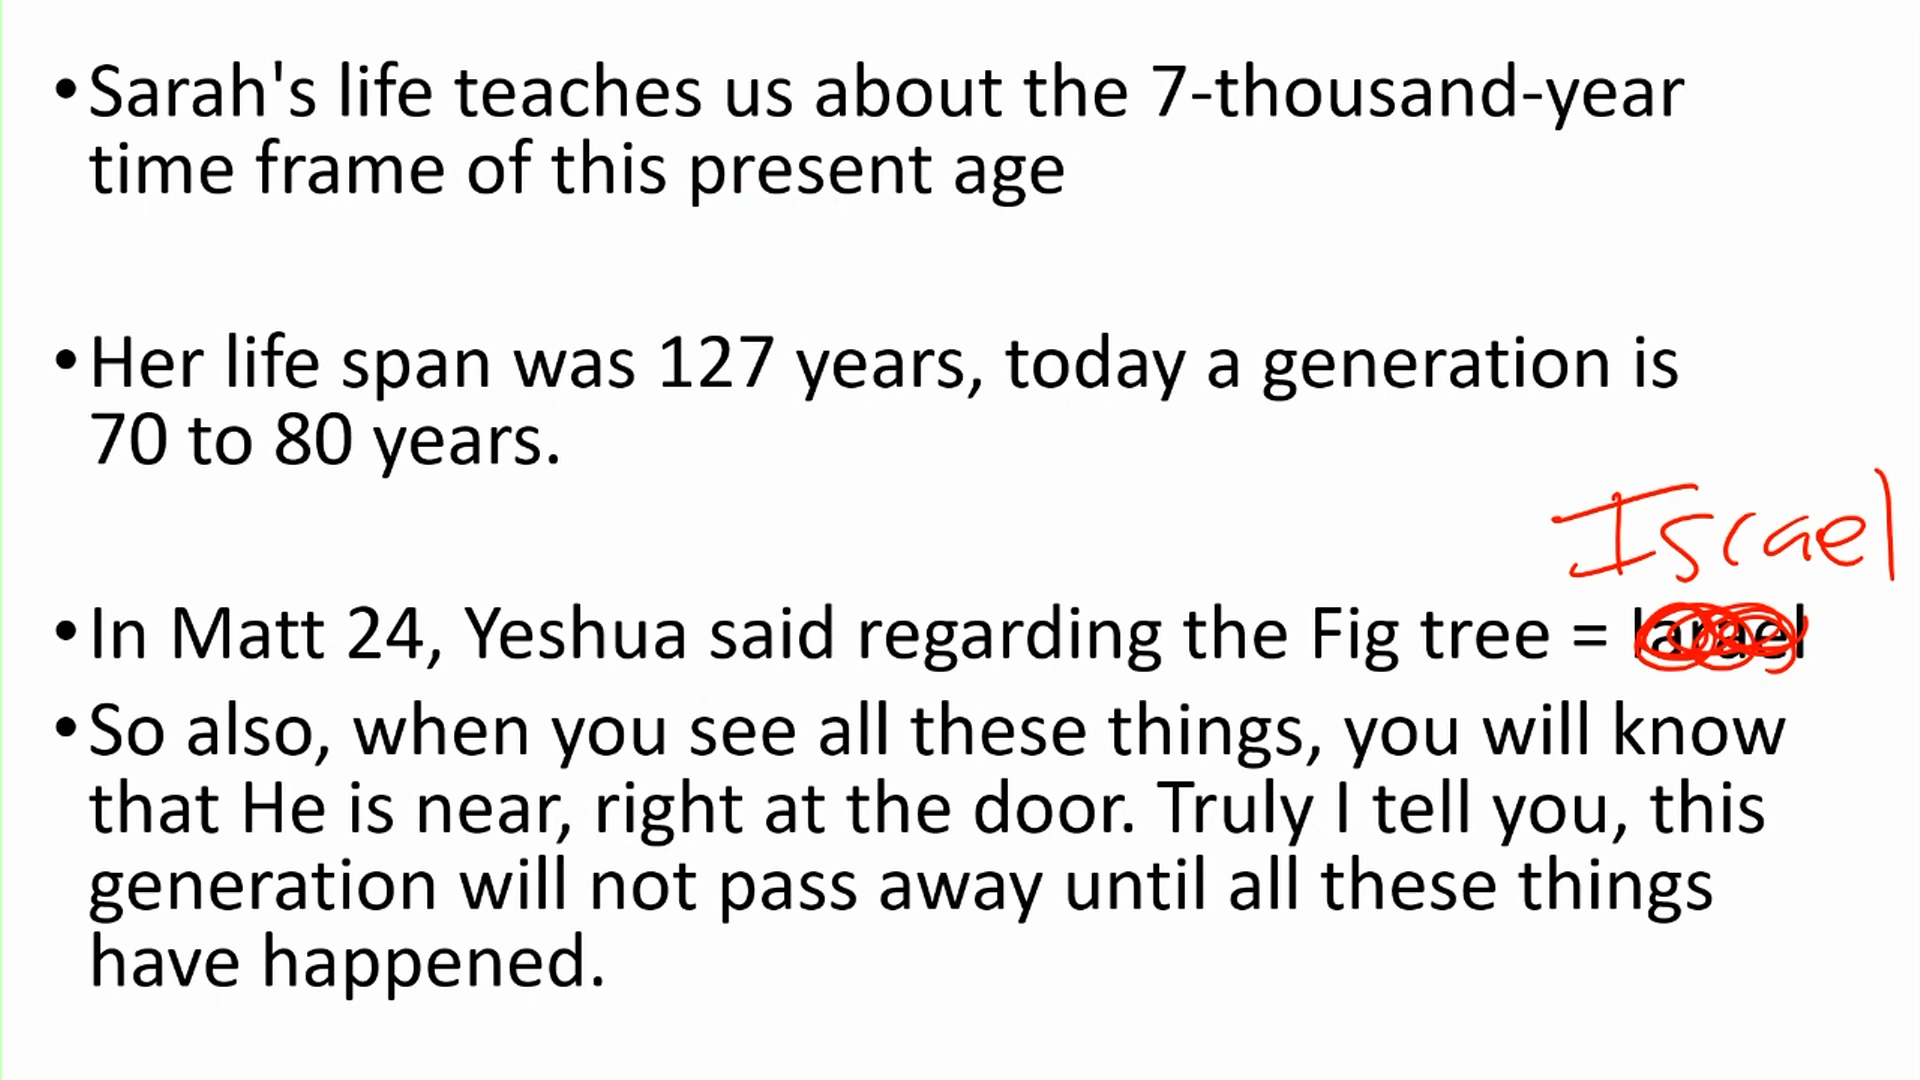 •Sarah's life teaches us about the 7-thousand-year
time frame of this present age
•Her life span was 127 years, today a generation is
70 to 80 years.
Israel
•In Matt 24, Yeshua said regarding the Fig tree =
•So also, when you see all these things, you will know
that He is near, right at the door. Truly I tell you, this
generation will not pass away until all these things
have happened.